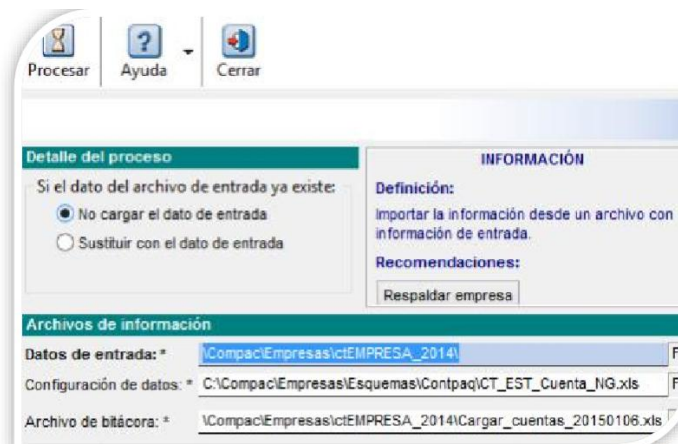 Procesar
Ayuda
Cerrar
Detalle del proceso
Si el dato del archivo de entrada ya existe:
No cargar el dato de entrada
Sustituir con el dato de entrada
INFORMACIÓN
Definición:
Importar la información desde un archivo con
información de entrada.
Recomendaciones:
Respaldar empresa
Archivos de información
Datos de entrada: * \Compac\Empresas\ctEMPRESA_2014\ F
Configuración de datos: * C:\Compac\Empresas\Esquemas\Contpaq\CT_EST_Cuenta_NG.xls F
Archivo de bitácora: * \Compac\Empresas\ctEMPRESA_2014\Cargar_cuentas_20150106.xls